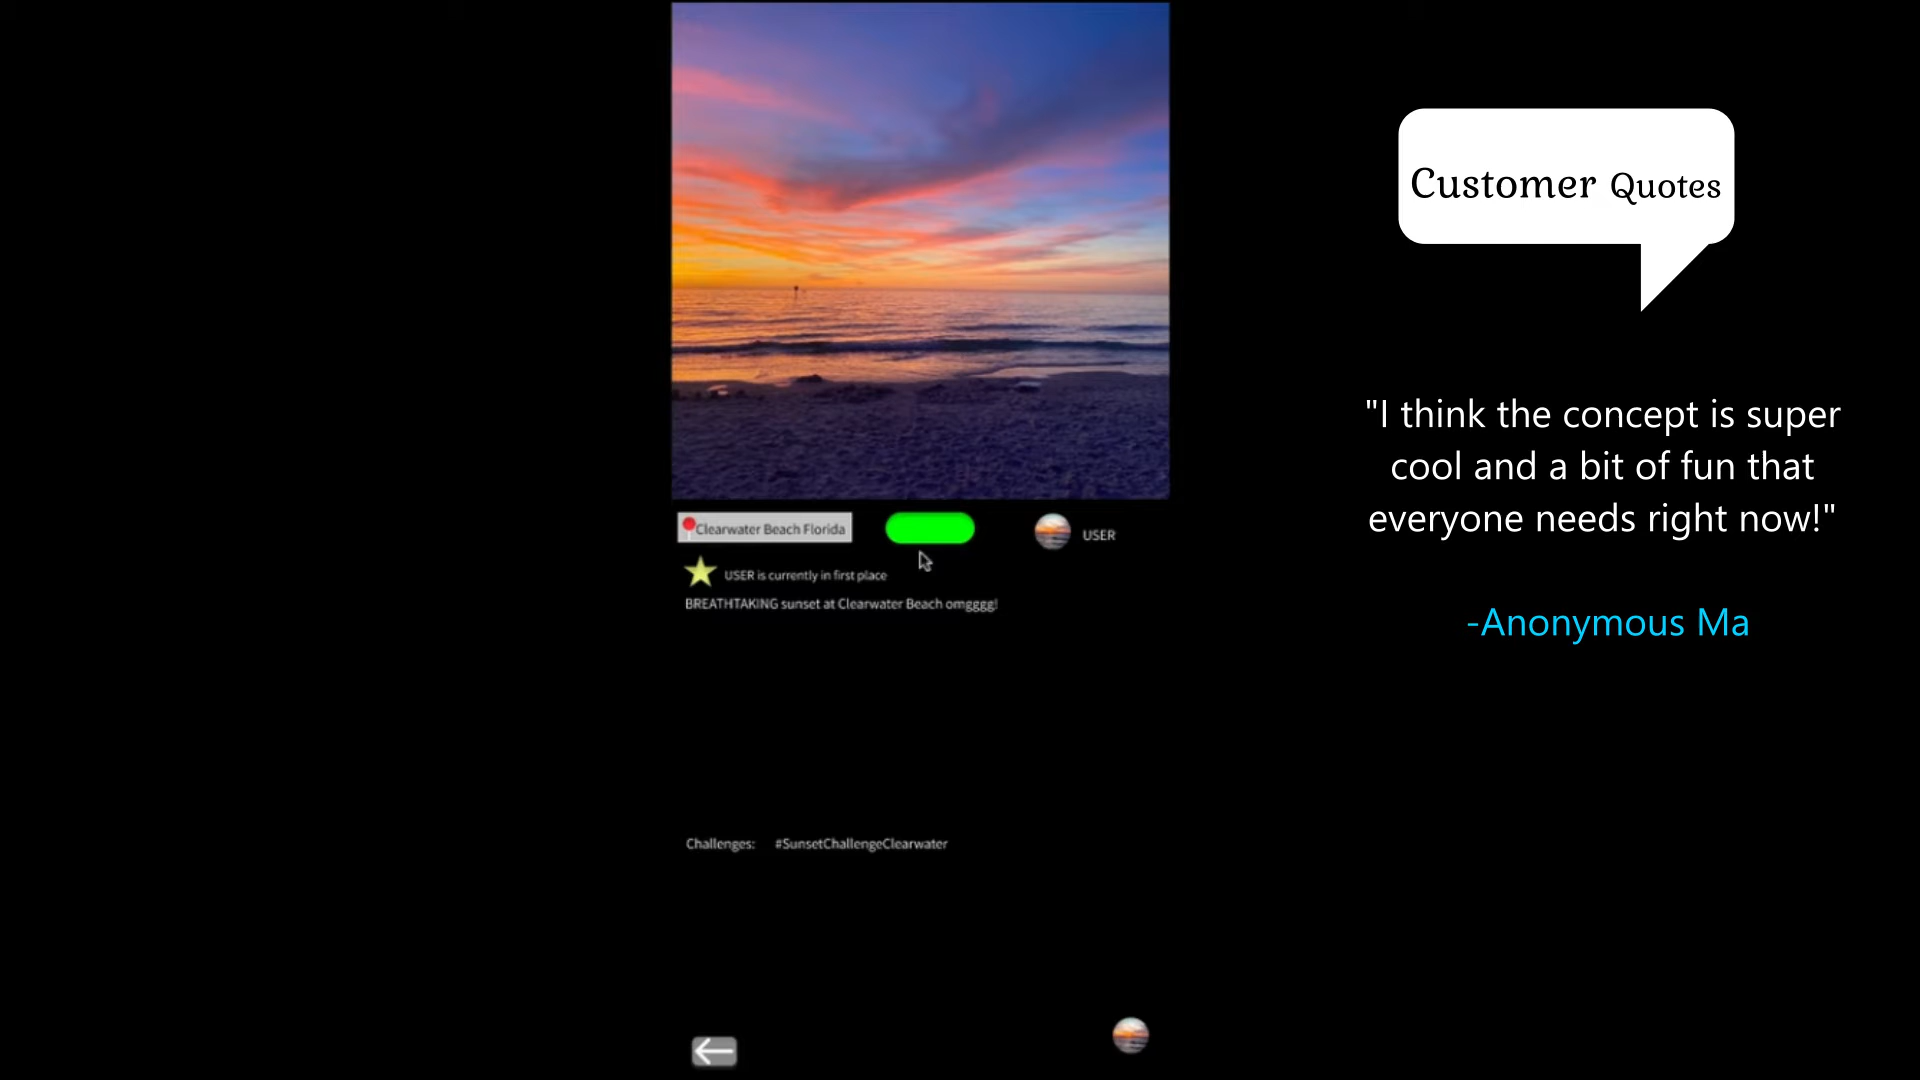 Customer Quotes
"I think the concept is super
cool and a bit of fun that
everyone needs right now!"
-Anonymous Ma
Clearwater Beach Florida
USER
USER is currently in first place
BREATHTAKING sunset at Clearwater Beach omgggg!
Challenges: #SunsetChallengeClearwater